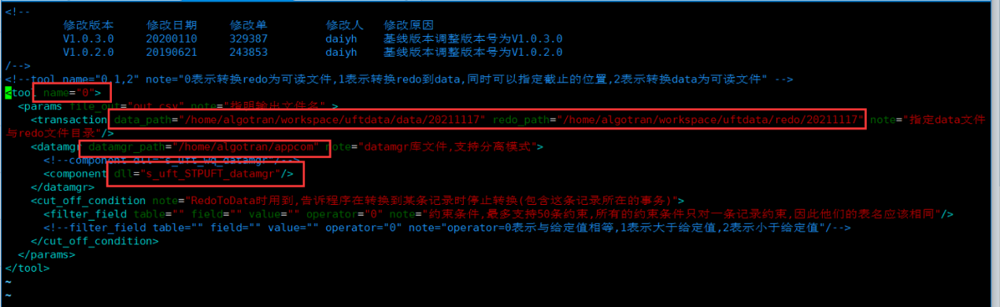 <!--
修改版本 修改日期 修改单 修改人 修改原因
V1.0.3.0 20200110 329387 daiyh 基线版本调整版本号为V1.0.3.0
V1.0.2.0 20190621 243853 daiyh 基线版本调整版本号为V1.0.2.0
/-->
<!--tool name="0,1,2" note="0表示转换redo为可读文件,1表示转换redo到data,同时可以指定截止的位置,2表示转换data为可读文件" -->
<tool name="0">
<params file_out="out.csv" note="指明输出文件名" >
<transaction data_path="/home/algotran/workspace/uftdata/data/20211117" redo_path="/home/algotran/workspace/uftdata/redo/20211117" note="指定data文件
与redo文件目录"/>
<datamgr datamgr_path="/home/algotran/appcom" note="datamgr库文件,支持分离模式">
<!--component dll="s_uft_wq_datamgr"/-->
<component dll="s_uft_STPUFT_datamgr"/>
</datamgr>
<cut_off_condition note="RedoToData时用到,告诉程序在转换到某条记录时停止转换(包含这条记录所在的事务)">
<filter_field table="" field="" value="" operator="0" note="约束条件,最多支持50条约束,所有的约束条件只对一条记录约束,因此他们的表名应该相同"/>
<!--filter_field table="" field="" value="" operator="0" note="operator=0表示与给定值相等,1表示大于给定值,2表示小于给定值"/-->
</cut_off_condition>
</params>
</tool>
~
~